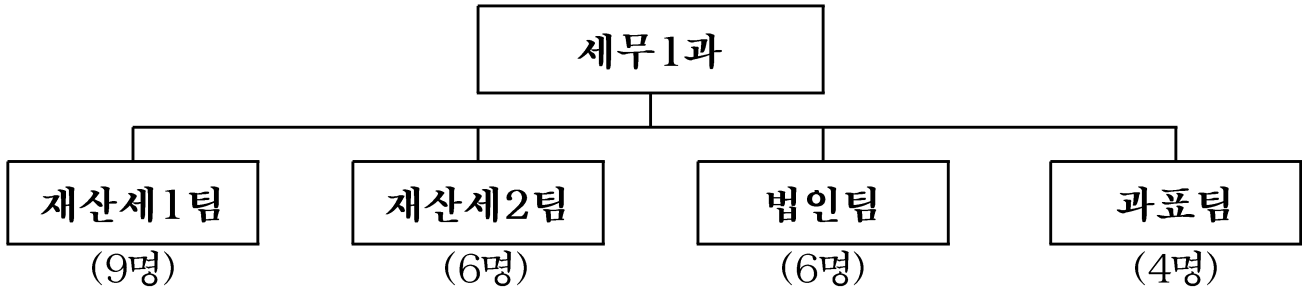 세무1과
재산세1팀 재산세2팀 법인팀 과표팀
(9명) (6명) (6명) (4명)